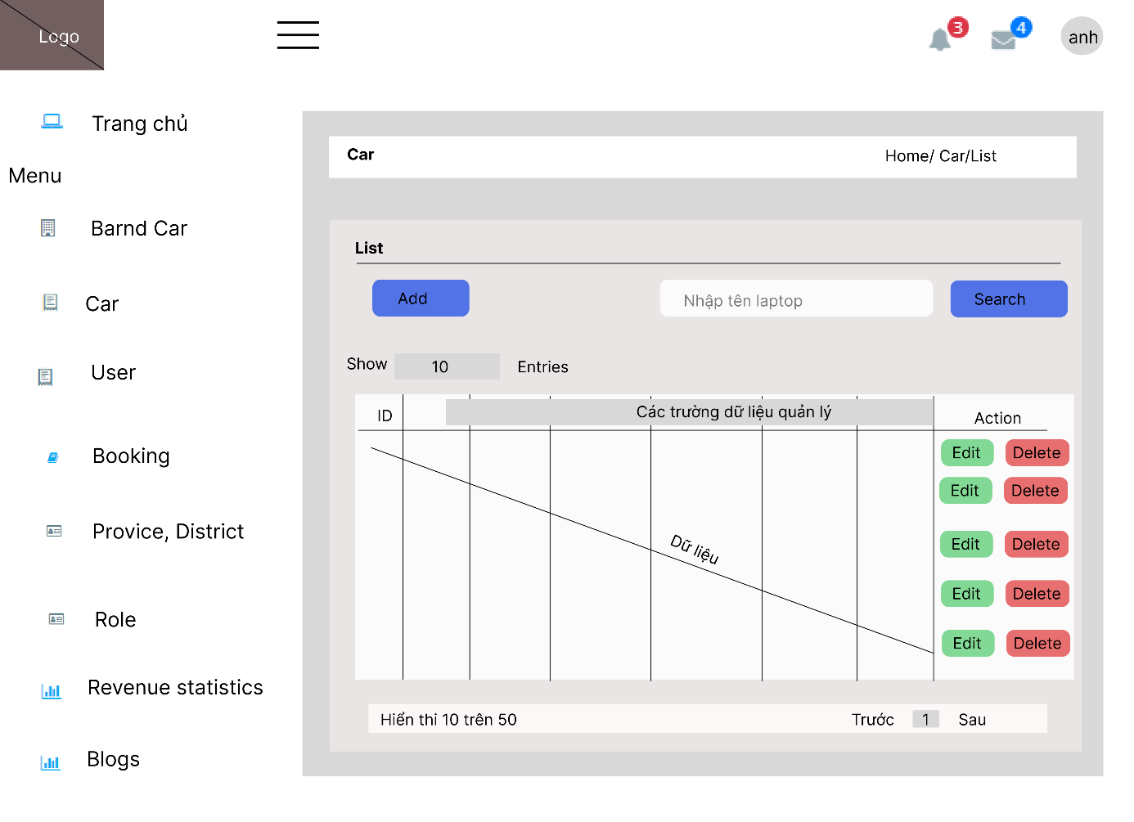 Logo
3
4
anh
Trang chủ
Menu
Barnd Car
Car
User
Booking
Provice, District
Role
Revenue statistics
Blogs
Car
Home/ Car/List
List
Add
Nhập tên laptop
Search
Show 10 Entries
ID
Các trường dữ liệu quản lý
Action
Dữ liệu
Edit Delete
Edit Delete
Edit Delete
Edit Delete
Edit Delete
Hiển thi 10 trên 50
Trước 1 Sau